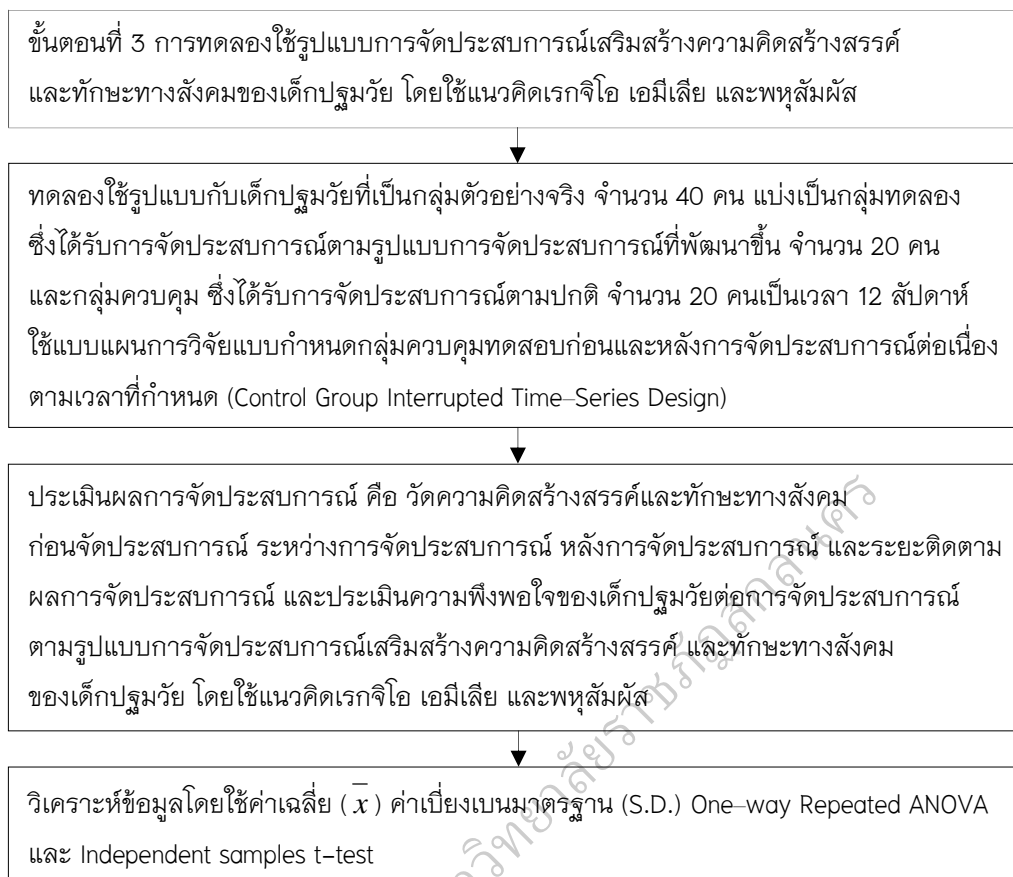 ขั้นตอนที่ 3 การทดลองใช้รูปแบบการจัดประสบการณ์เสริมสร้างความคิดสร้างสรรค์
และทักษะทางสังคมของเด็กปฐมวัย โดยใช้แนวคิดเรกจิโอ เอมีเลีย และพหุสัมผัส
ทดลองใช้รูปแบบกับเด็กปฐมวัยที่เป็นกลุ่มตัวอย่างจริง จำนวน 40 คน แบ่งเป็นกลุ่มทดลอง
ซึ่งได้รับการจัดประสบการณ์ตามรูปแบบการจัดประสบการณ์ที่พัฒนาขึ้น จำนวน 20 คน
และกลุ่มควบคุม ซึ่งได้รับการจัดประสบการณ์ตามปกติ จำนวน 20 คนเป็นเวลา 12 สัปดาห์
ใช้แบบแผนการวิจัยแบบกำหนดกลุ่มควบคุมทดสอบก่อนและหลังการจัดประสบการณ์ต่อเนื่อง
ตามเวลาที่กำหนด (Control Group Interrupted Time–Series Design)
ประเมินผลการจัดประสบการณ์ คือ วัดความคิดสร้างสรรค์และทักษะทางสังคม
ก่อนจัดประสบการณ์ ระหว่างการจัดประสบการณ์ หลังการจัดประสบการณ์ และระยะติดตาม
ผลการจัดประสบการณ์ และประเมินความพึงพอใจของเด็กปฐมวัยต่อการจัดประสบการณ์
ตามรูปแบบการจัดประสบการณ์เสริมสร้างความคิดสร้างสรรค์ และทักษะทางสังคม
ของเด็กปฐมวัย โดยใช้แนวคิดเรกจิโอ เอมีเลีย และพหุสัมผัส
วิเคราะห์ข้อมูลโดยใช้ค่าเฉลี่ย (x̄) ค่าเบี่ยงเบนมาตรฐาน (S.D.) One–way Repeated ANOVA
และ Independent samples t–test